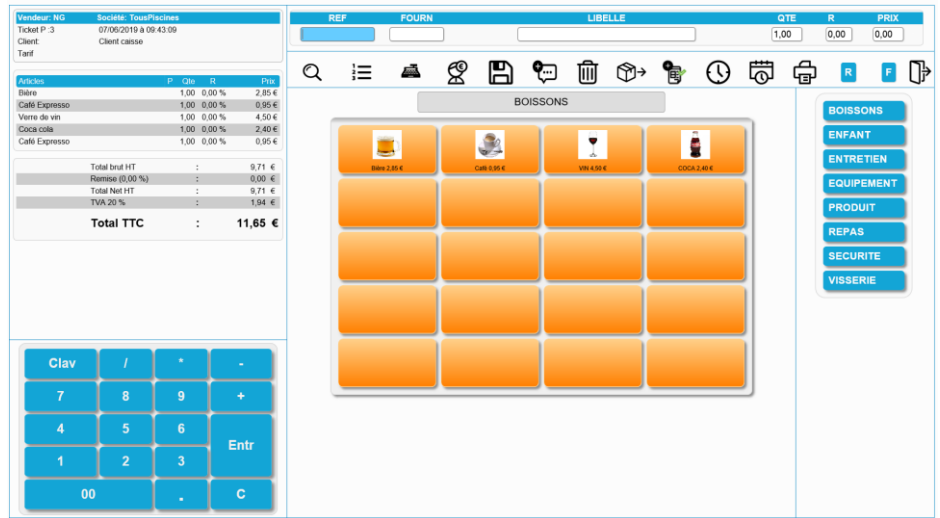 Vendeur: NG Société: TousPiscines
Ticket P :3 07/06/2019 à 09:43:09
Client: Client caisse
Tarif
Articles P Qte R Prix
Bière 1,00 0,00 % 2,85 €
Café Expresso 1,00 0,00 % 0,95 €
Verre de vin 1,00 0,00 % 4,50 €
Coca cola 1,00 0,00 % 2,40 €
Café Expresso 1,00 0,00 % 0,95 €
Total brut HT : 9,71 €
Remise (0,00 %) : 0,00 €
Total Net HT : 9,71 €
TVA 20 % : 1,94 €
Total TTC : 11,65 €
Clav / * -
7 8 9 +
4 5 6
Entr
1 2 3
00 . C
REF FOURN LIBELLE QTE R PRIX
1,00 0,00 0,00
R F
BOISSONS
Bière 2,85 € Café 0,95 € VIN 4,50 € COCA 2,40 €
BOISSONS
ENFANT
ENTRETIEN
EQUIPEMENT
PRODUIT
REPAS
SECURITE
VISSERIE